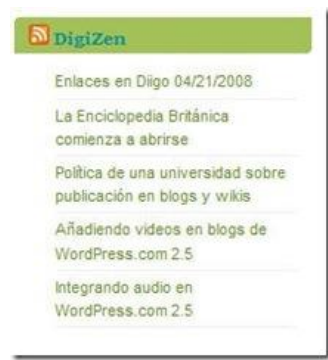 DigiZen
Enlaces en Diigo 04/21/2008
La Enciclopedia Británica
comienza a abrirse
Política de una universidad sobre
publicación en blogs y wikis
Añadiendo videos en blogs de
WordPress.com 2.5
Integrando audio en
WordPress.com 2.5